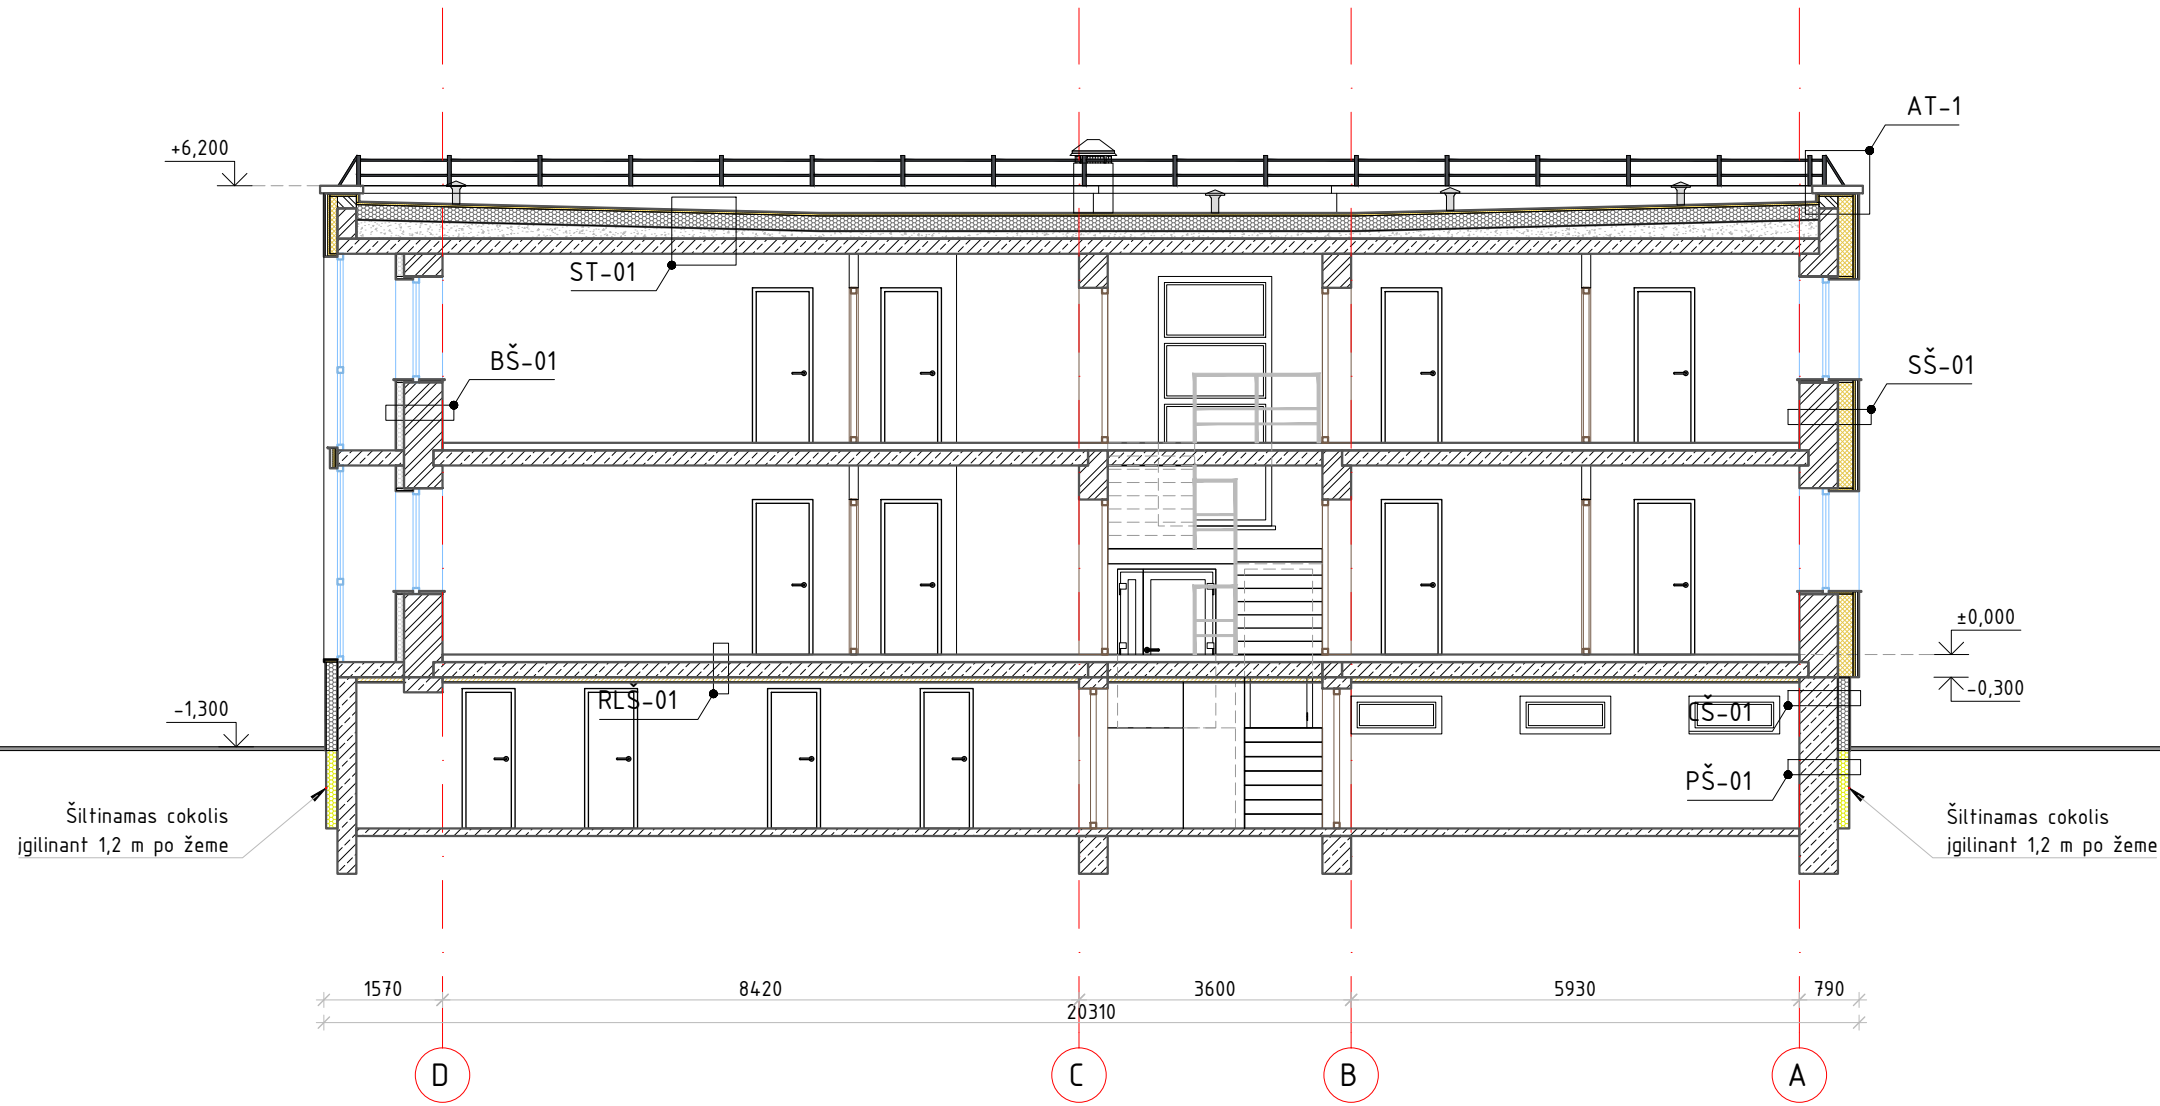 AT-1
+6,200
ST-01
BŠ-01
SŠ-01
±0,000
-0,300
RLŠ-01
CŠ-01
-1,300
PŠ-01
Šiltinamas cokolis
įgilinant 1,2 m po žeme
Šiltinamas cokolis
įgilinant 1,2 m po žeme
1570
8420
3600
5930
790
20310
D
C
B
A